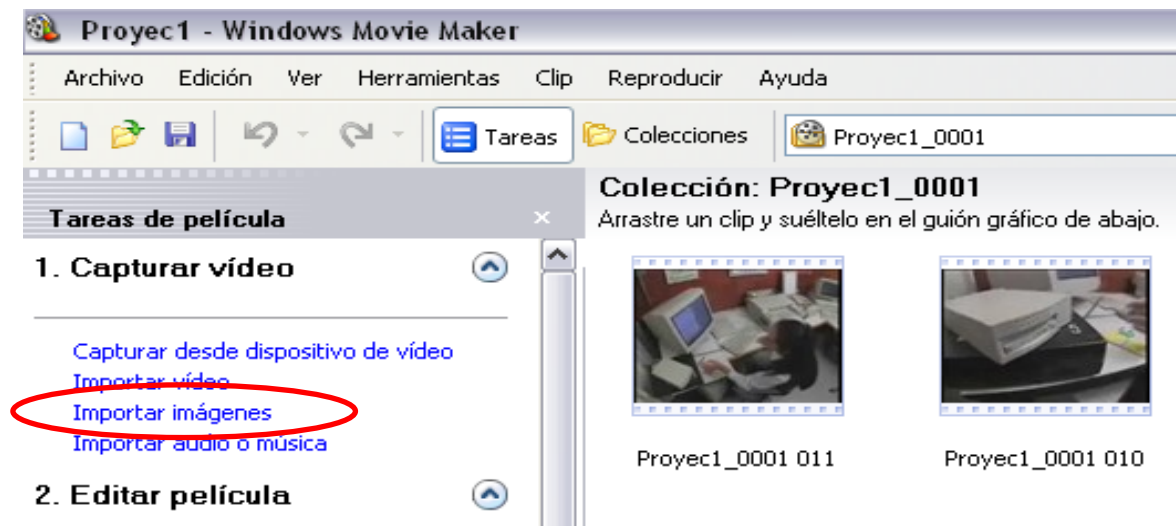 Proyec1 - Windows Movie Maker
Archivo Edición Ver Herramientas Clip Reproducir Ayuda
Tareas Colecciones Proyec1_0001
Tareas de película
Colección: Proyec1_0001
Arrastre un clip y suéltelo en el guión gráfico de abajo.
1. Capturar vídeo
Capturar desde dispositivo de vídeo
Importar vídeo
Importar imágenes
Importar audio o música
2. Editar película
Proyec1_0001 011
Proyec1_0001 010